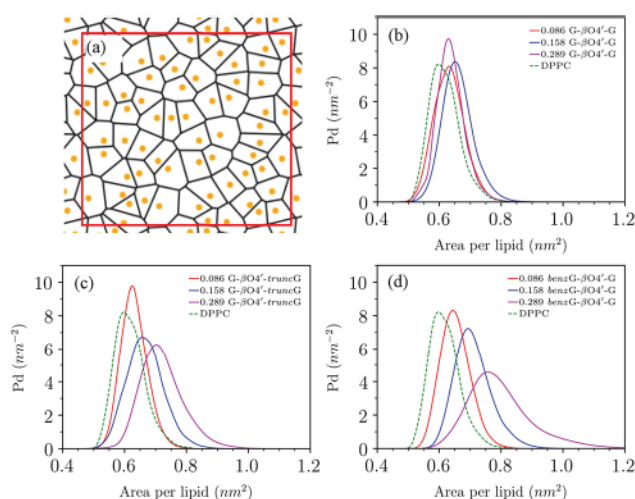 (a)
(b)
0.086 G-βO4′-G
0.158 G-βO4′-G
0.289 G-βO4′-G
DPPC
Pd (nm⁻²)
10
8
6
4
2
0
0.4 0.6 0.8 1.0 1.2
Area per lipid (nm²)
(c)
0.086 G-βO4′-truncG
0.158 G-βO4′-truncG
0.289 G-βO4′-truncG
DPPC
Pd (nm⁻²)
10
8
6
4
2
0
0.4 0.6 0.8 1.0 1.2
Area per lipid (nm²)
(d)
0.086 benzG-βO4′-G
0.158 benzG-βO4′-G
0.289 benzG-βO4′-G
DPPC
Pd (nm⁻²)
10
8
6
4
2
0
0.4 0.6 0.8 1.0 1.2
Area per lipid (nm²)